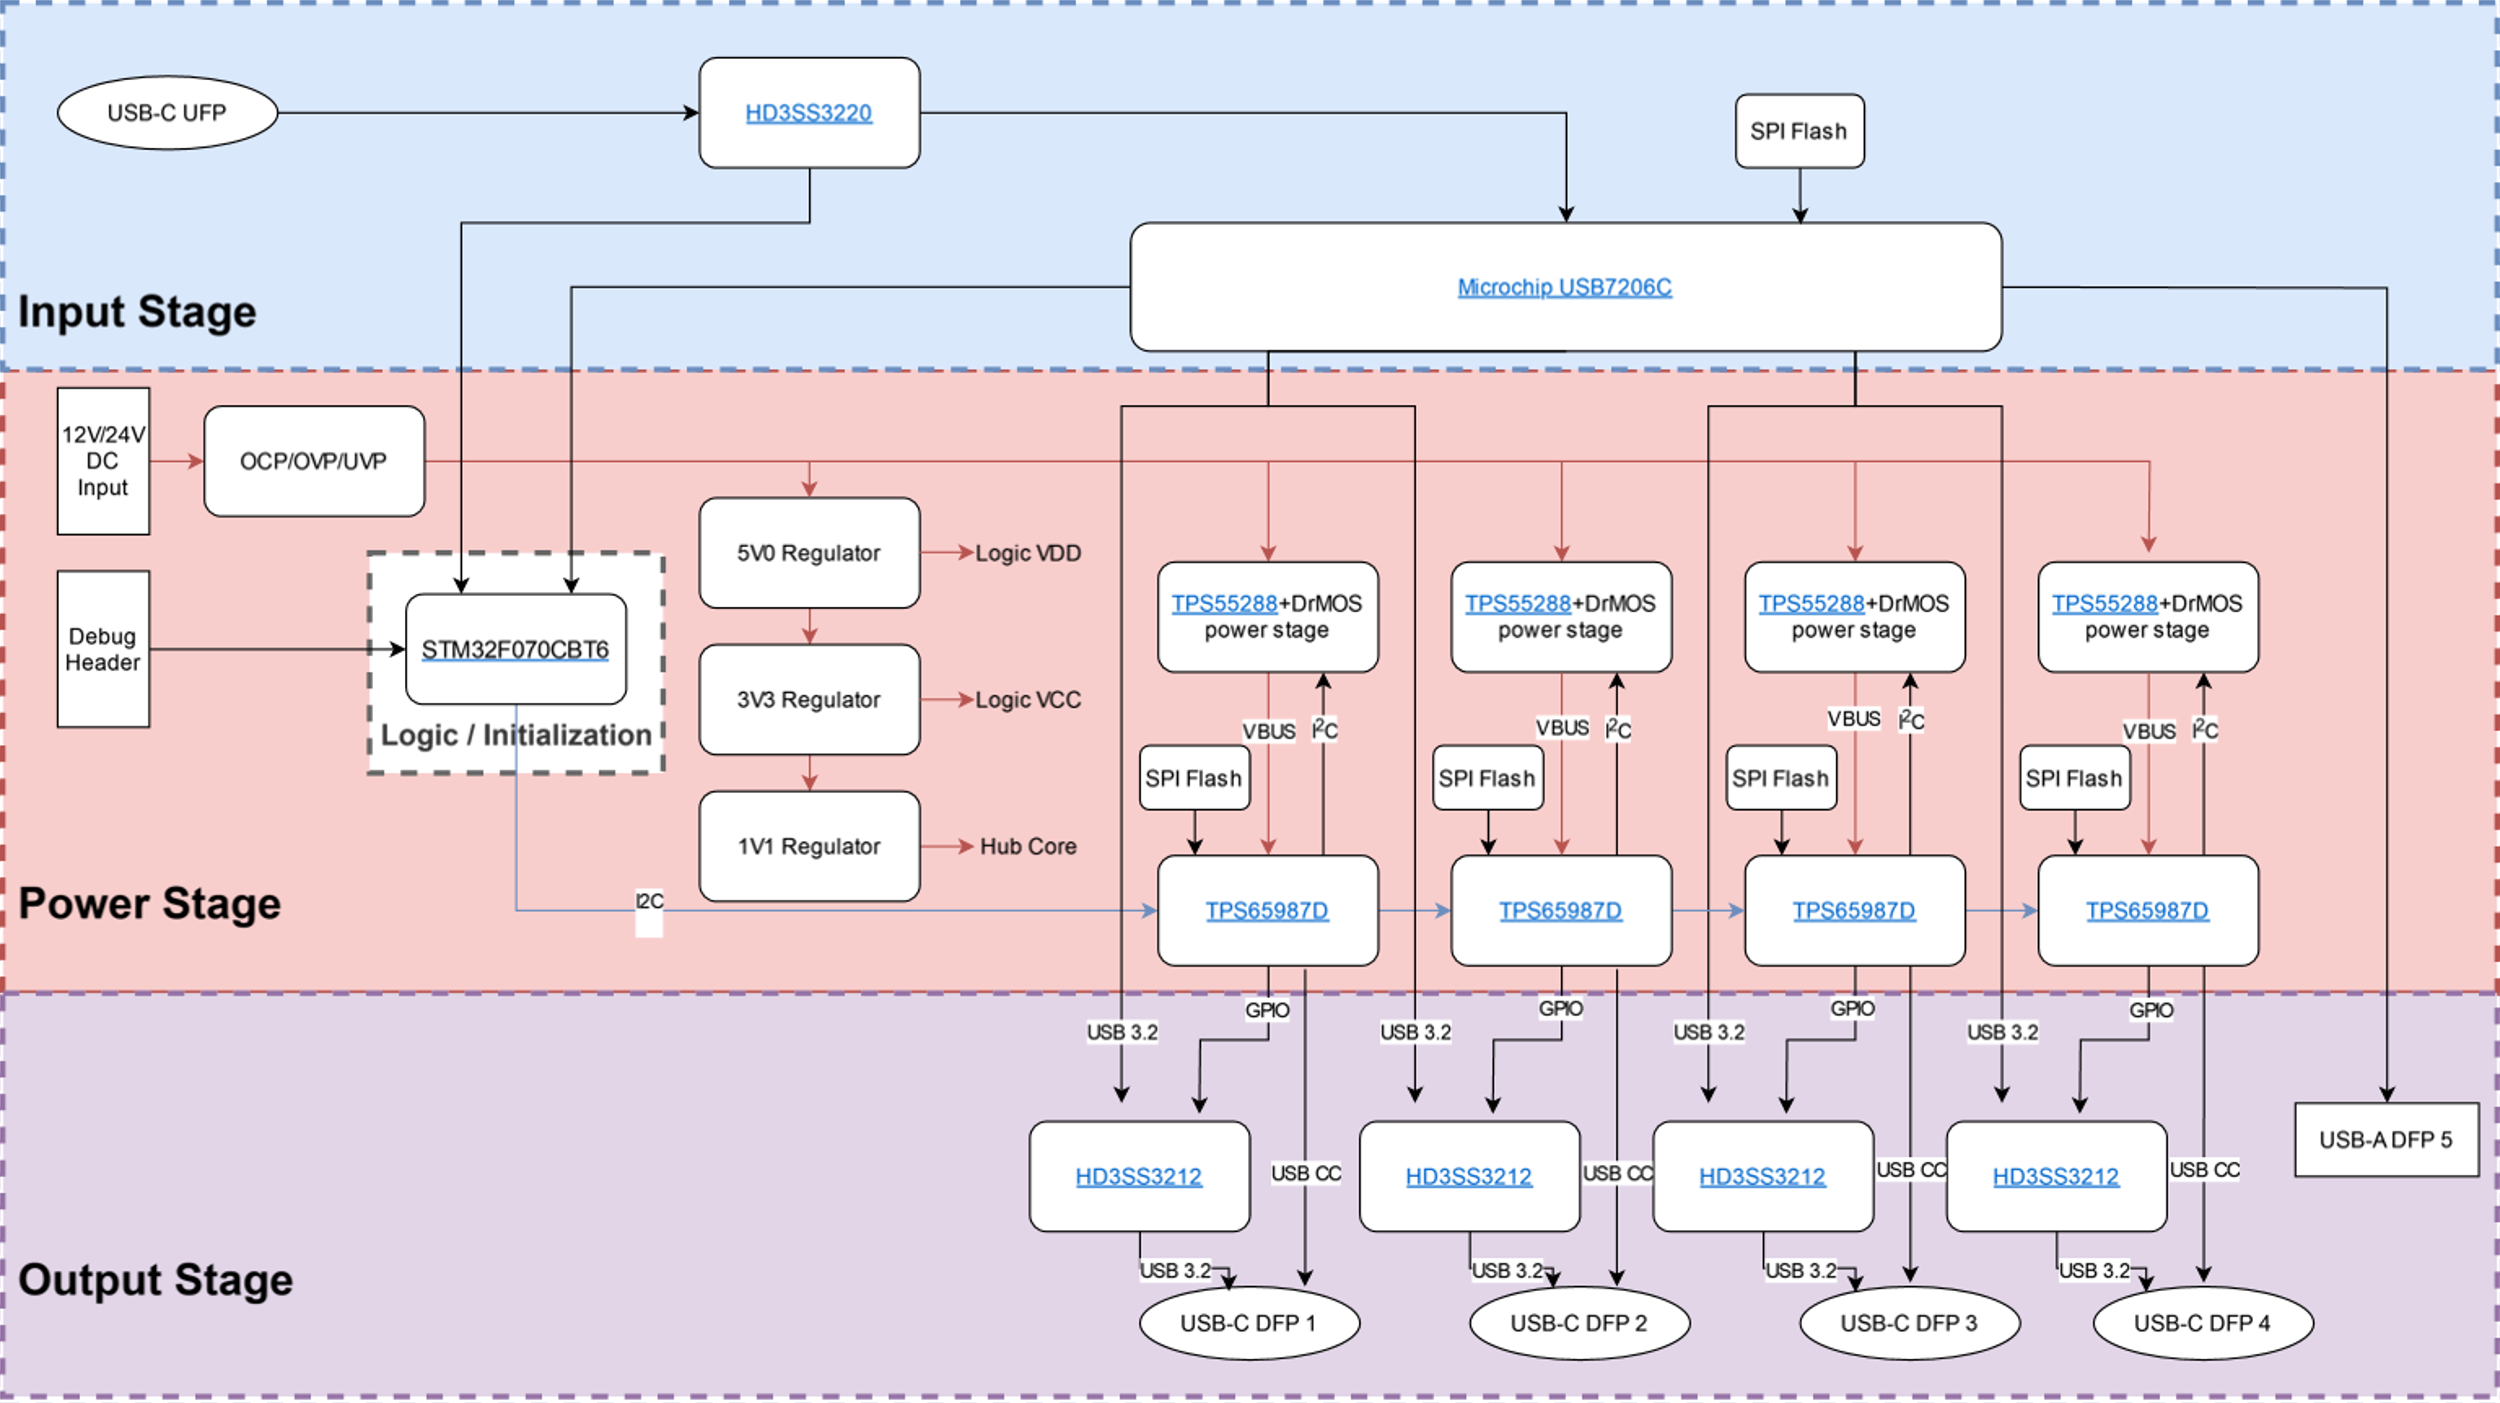 USB-C UFP
HD3SS3220
SPI Flash
Microchip USB7206C
Input Stage
12V/24V
DC
Input
OCP/OVP/UVP
5V0 Regulator
Logic VDD
TPS55288+DrMOS
power stage
TPS55288+DrMOS
power stage
TPS55288+DrMOS
power stage
TPS55288+DrMOS
power stage
Debug
Header
STM32F070CBT6
Logic / Initialization
3V3 Regulator
Logic VCC
VBUS
I²C
VBUS
I²C
VBUS
I²C
VBUS
I²C
SPI Flash
SPI Flash
SPI Flash
SPI Flash
1V1 Regulator
Hub Core
Power Stage
I2C
TPS65987D
TPS65987D
TPS65987D
TPS65987D
GPIO
GPIO
GPIO
GPIO
USB 3.2
USB 3.2
USB 3.2
USB 3.2
HD3SS3212
USB CC
HD3SS3212
USB CC
HD3SS3212
USB CC
HD3SS3212
USB CC
USB-A DFP 5
Output Stage
USB 3.2
USB 3.2
USB 3.2
USB 3.2
USB-C DFP 1
USB-C DFP 2
USB-C DFP 3
USB-C DFP 4